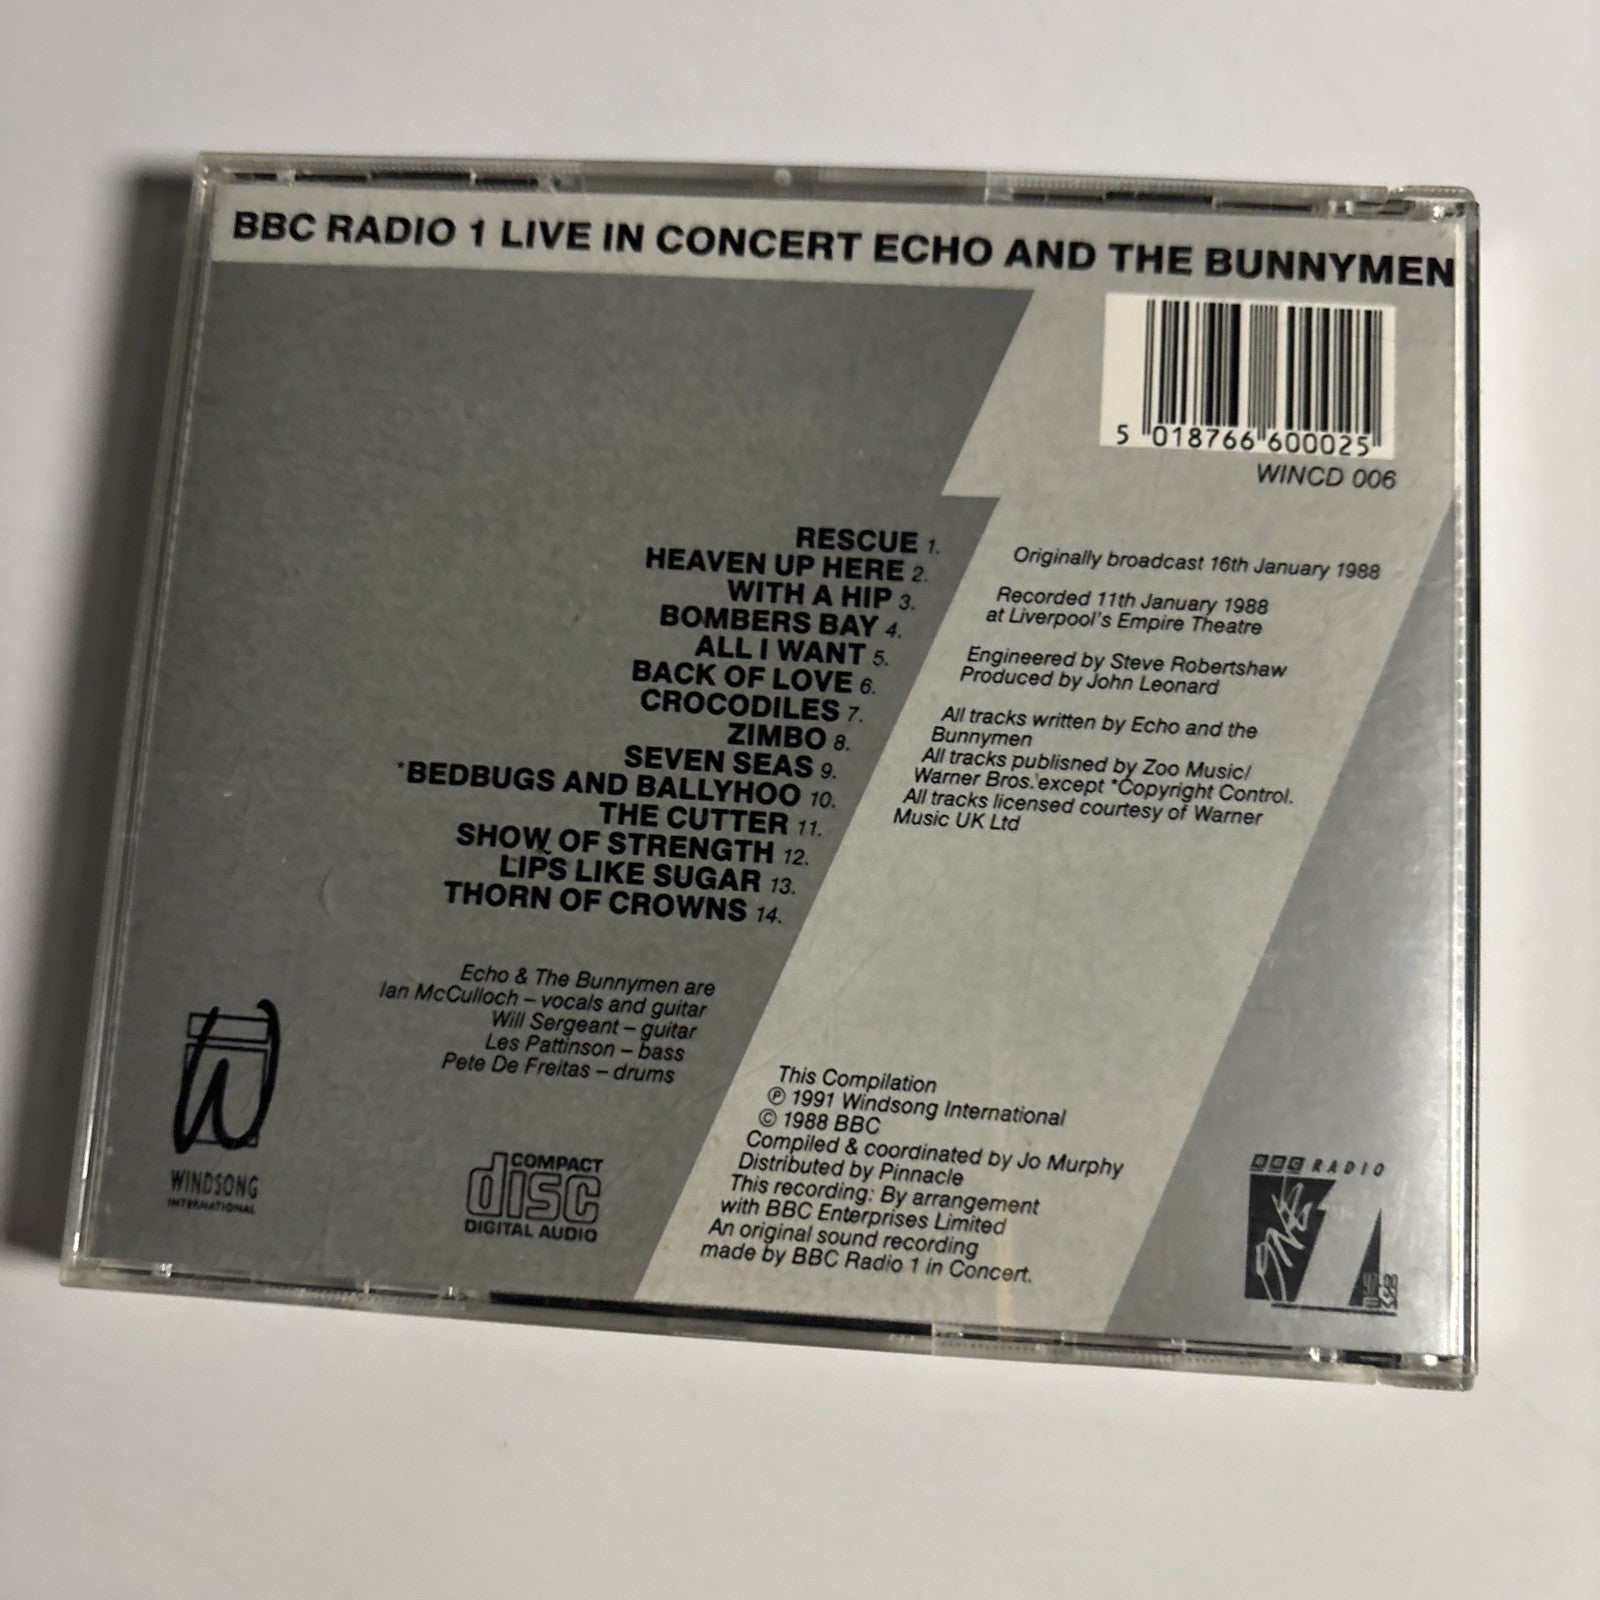 BBC RADIO 1 LIVE IN CONCERT ECHO AND THE BUNNYMEN
5 018766 600025
WINCD 006
RESCUE 1.
HEAVEN UP HERE 2.
WITH A HIP 3.
BOMBERS BAY 4.
ALL I WANT 5.
BACK OF LOVE 6.
CROCODILES 7.
ZIMBO 8.
SEVEN SEAS 9.
*BEDBUGS AND BALLYHOO 10.
THE CUTTER 11.
SHOW OF STRENGTH 12.
LIPS LIKE SUGAR 13.
THORN OF CROWNS 14.
Originally broadcast 16th January 1988
Recorded 11th January 1988
at Liverpool's Empire Theatre
Engineered by Steve Robertshaw
Produced by John Leonard
All tracks written by Echo and the
Bunnymen
All tracks published by Zoo Music/
Warner Bros. except *Copyright Control.
All tracks licensed courtesy of Warner
Music UK Ltd
Echo & The Bunnymen are
Ian McCulloch – vocals and guitar
Will Sergeant – guitar
Les Pattinson – bass
Pete De Freitas – drums
This Compilation
℗ 1991 Windsong International
© 1988 BBC
Compiled & coordinated by Jo Murphy
Distributed by Pinnacle
This recording: By arrangement
with BBC Enterprises Limited
An original sound recording
made by BBC Radio 1 in Concert.
W
WINDSONG
INTERNATIONAL
COMPACT
disc
DIGITAL AUDIO
BBC RADIO
ONE
1